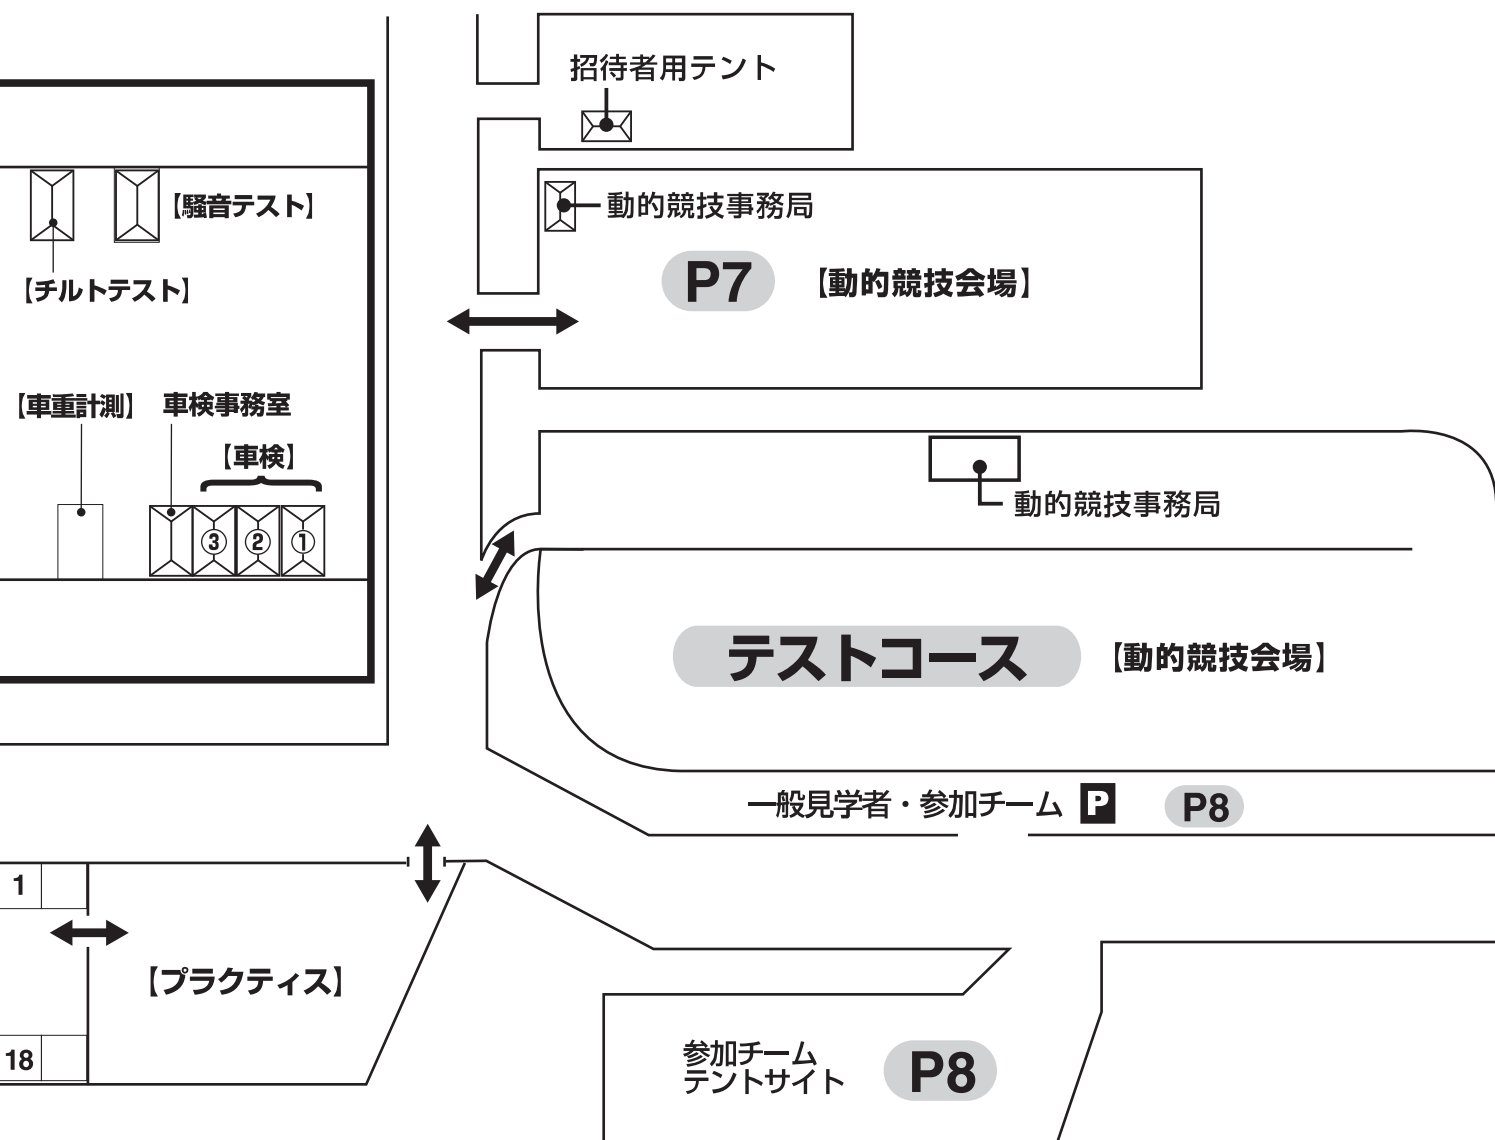 招待者用テント
【騒音テスト】
動的競技事務局
P7
【動的競技会場】
【チルトテスト】
【車重計測】
車検事務室
【車検】
3
2
1
動的競技事務局
テストコース
【動的競技会場】
一般見学者・参加チーム P P8
1
【プラクティス】
18
参加チーム
テントサイト
P8